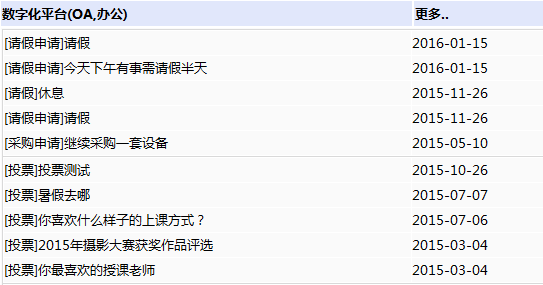 数字化平台(OA,办公) 更多..
[请假申请]请假 2016-01-15
[请假申请]今天下午有事需请假半天 2016-01-15
[请假]休息 2015-11-26
[请假申请]请假 2015-11-26
[采购申请]继续采购一套设备 2015-05-10
[投票]投票测试 2015-10-26
[投票]暑假去哪 2015-07-07
[投票]你喜欢什么样子的上课方式？ 2015-07-06
[投票]2015年摄影大赛获奖作品评选 2015-03-04
[投票]你最喜欢的授课老师 2015-03-04